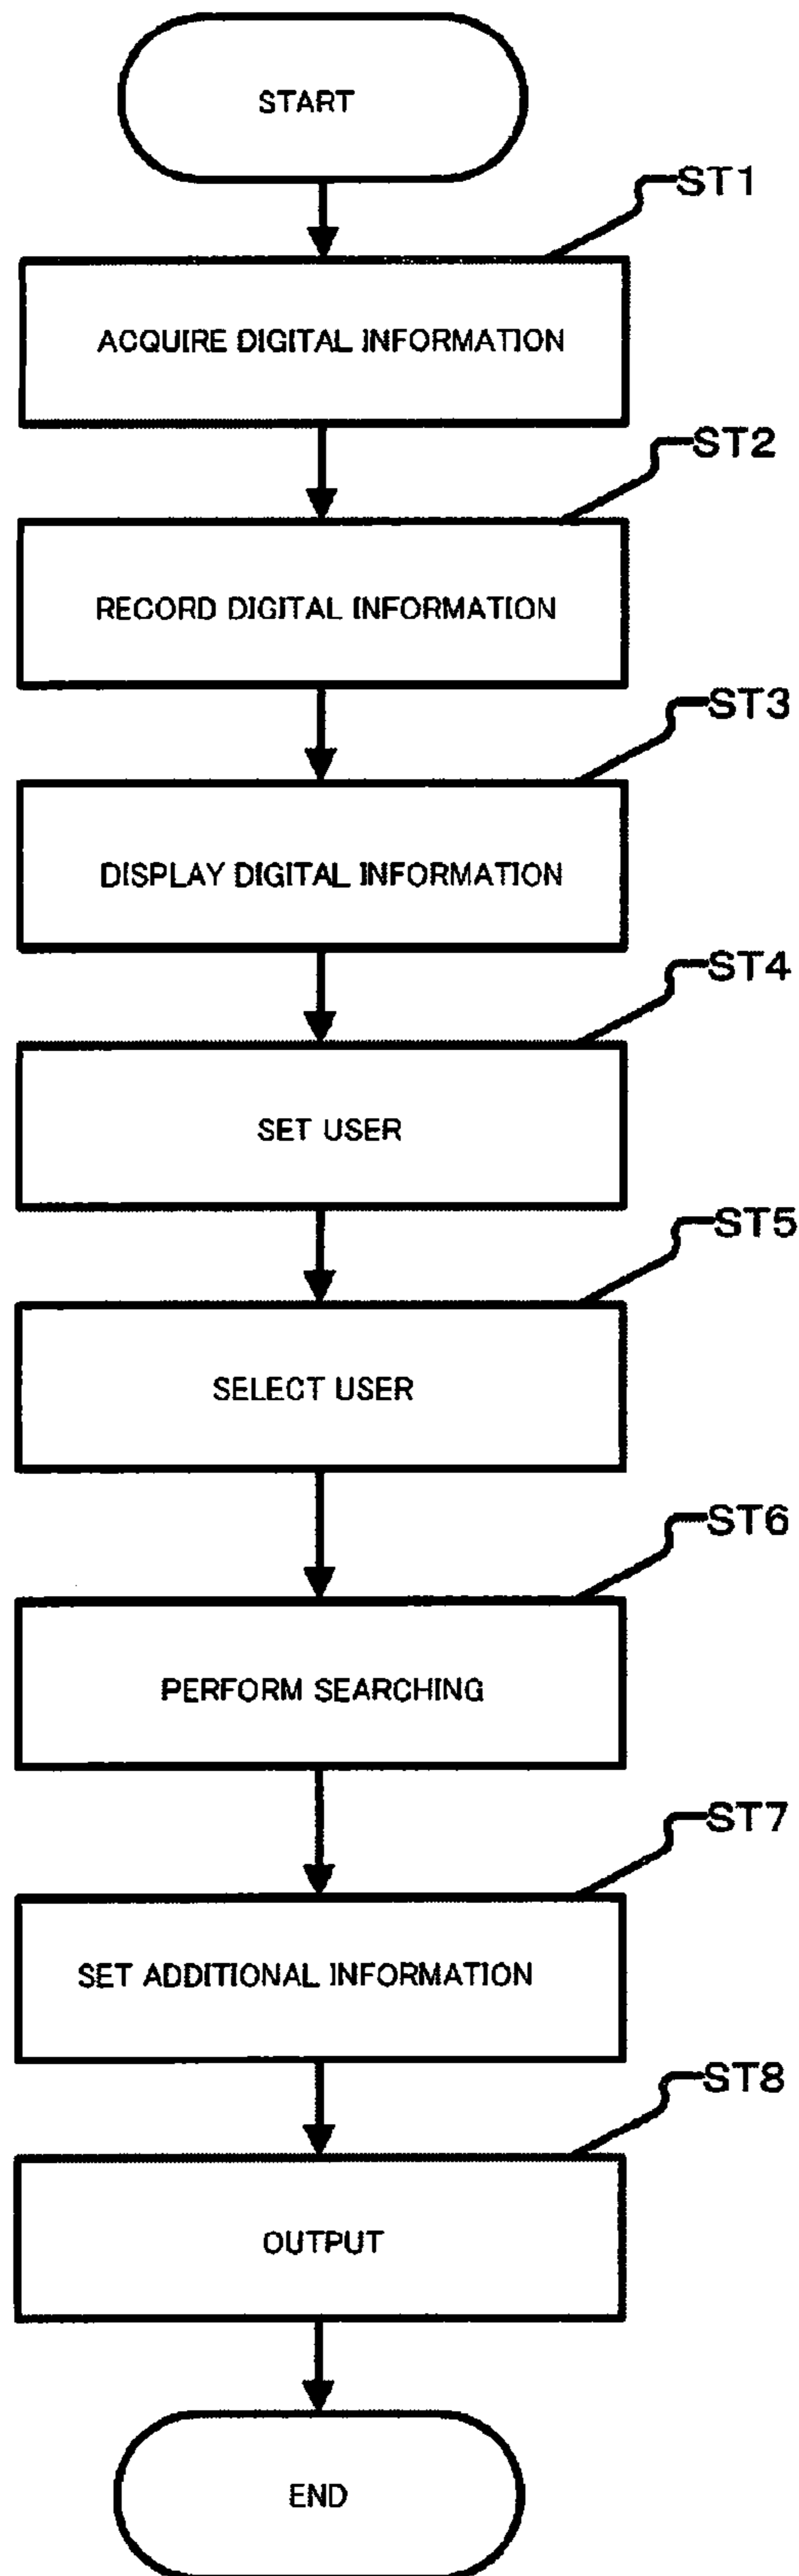 START
ST1
ACQUIRE DIGITAL INFORMATION
ST2
RECORD DIGITAL INFORMATION
ST3
DISPLAY DIGITAL INFORMATION
ST4
SET USER
ST5
SELECT USER
ST6
PERFORM SEARCHING
ST7
SET ADDITIONAL INFORMATION
ST8
OUTPUT
END